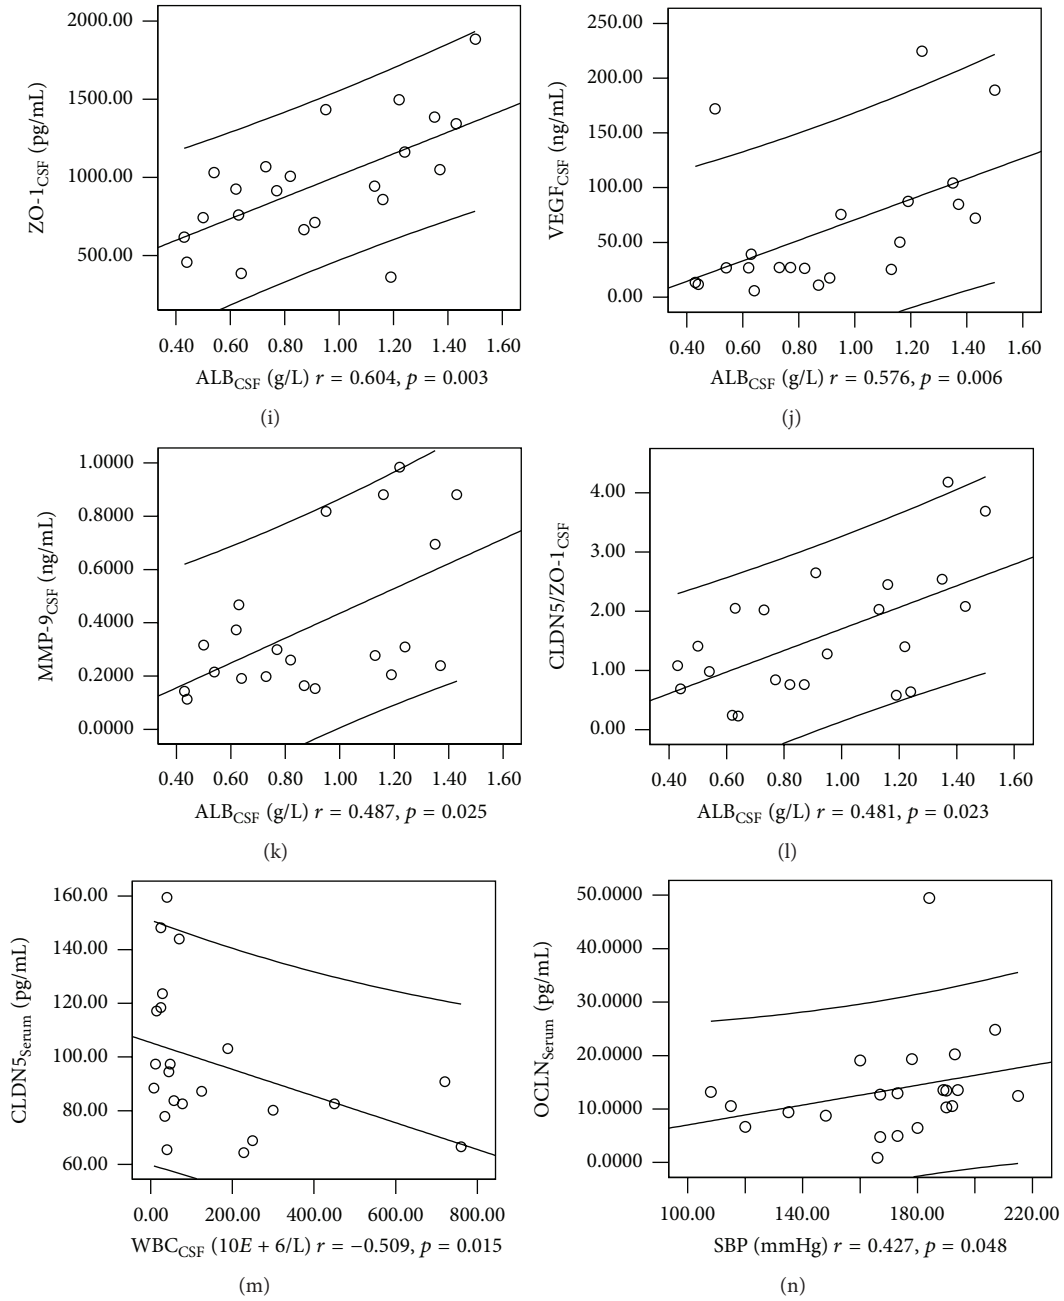 2000.00
1500.00
1000.00
500.00
ZO-1CSF (pg/mL)
0.40 0.60 0.80 1.00 1.20 1.40 1.60
ALBCSF (g/L) r = 0.604, p = 0.003
(i)
250.00
200.00
150.00
100.00
50.00
0.00
VEGFCSF (ng/mL)
0.40 0.60 0.80 1.00 1.20 1.40 1.60
ALBCSF (g/L) r = 0.576, p = 0.006
(j)
1.0000
0.8000
0.6000
0.4000
0.2000
0.0000
MMP-9CSF (ng/mL)
0.40 0.60 0.80 1.00 1.20 1.40 1.60
ALBCSF (g/L) r = 0.487, p = 0.025
(k)
4.00
3.00
2.00
1.00
0.00
CLDN5/ZO-1CSF
0.40 0.60 0.80 1.00 1.20 1.40 1.60
ALBCSF (g/L) r = 0.481, p = 0.023
(l)
160.00
140.00
120.00
100.00
80.00
60.00
CLDN5Serum (pg/mL)
0.00 200.00 400.00 600.00 800.00
WBCCSF (10E + 6/L) r = −0.509, p = 0.015
(m)
50.0000
40.0000
30.0000
20.0000
10.0000
0.0000
OCLNSerum (pg/mL)
100.00 140.00 180.00 220.00
SBP (mmHg) r = 0.427, p = 0.048
(n)